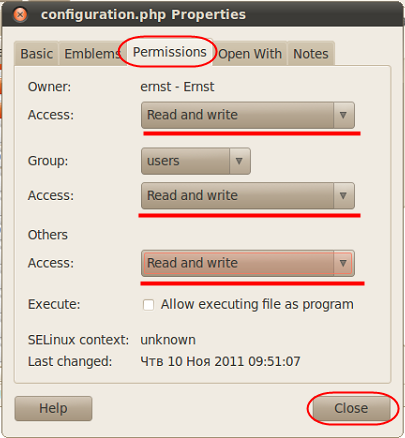 configuration.php Properties
Basic Emblems Permissions Open With Notes
Owner: ernst - Ernst
Access: Read and write
Group: users
Access: Read and write
Others
Access: Read and write
Execute: Allow executing file as program
SELinux context: unknown
Last changed: Чтв 10 Ноя 2011 09:51:07
Help Close